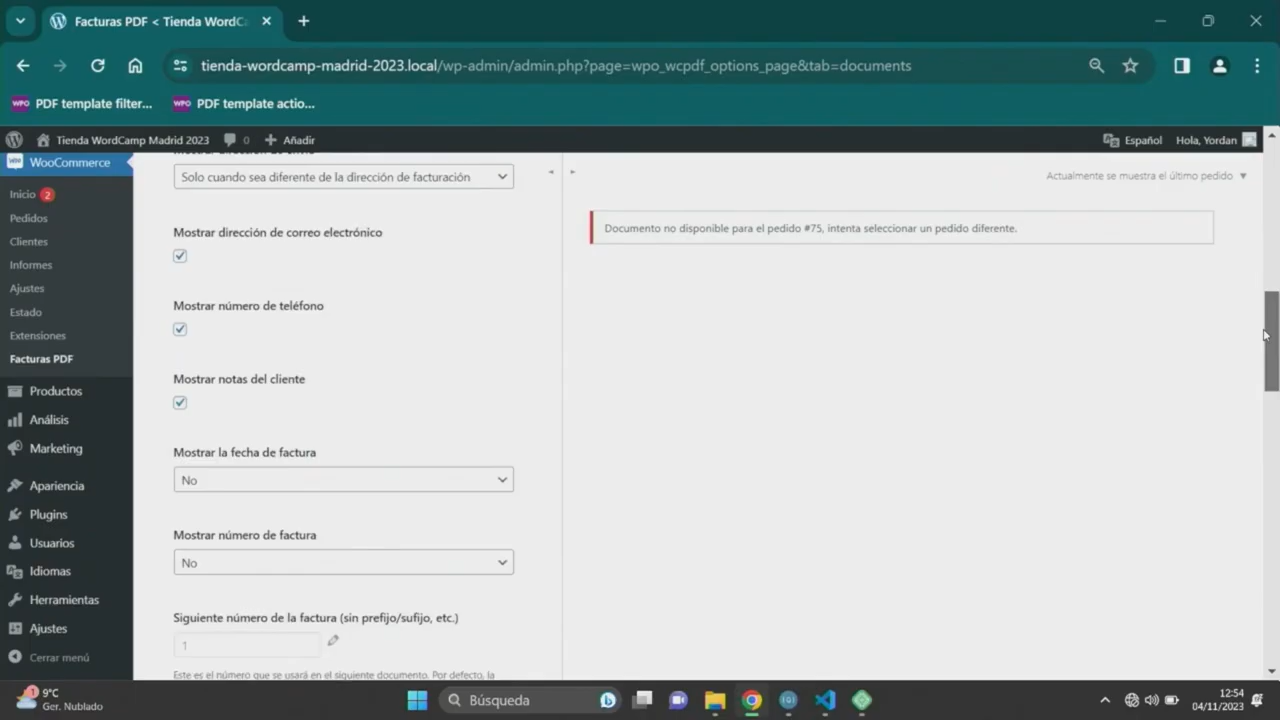 Facturas PDF < Tienda WordC
tienda-wordcamp-madrid-2023.local/wp-admin/admin.php?page=wpo_wcpdf_options_page&tab=documents
WPO PDF template filter...
WPO PDF template actio...
Tienda WordCamp Madrid 2023
0
Añadir
Español
Hola, Yordan
WooCommerce
Inicio 2
Pedidos
Clientes
Informes
Ajustes
Estado
Extensiones
Facturas PDF
Productos
Análisis
Marketing
Apariencia
Plugins
Usuarios
Idiomas
Herramientas
Ajustes
Cerrar menú
Solo cuando sea diferente de la dirección de facturación
Mostrar dirección de correo electrónico
Mostrar número de teléfono
Mostrar notas del cliente
Mostrar la fecha de factura
No
Mostrar número de factura
No
Siguiente número de la factura (sin prefijo/sufijo, etc.)
1
Este es el número que se usará en el siguiente documento. Por defecto, la
Actualmente se muestra el último pedido
Documento no disponible para el pedido #75, intenta seleccionar un pedido diferente.
1
9°C
Ger. Nublado
Búsqueda
12:54
04/11/2023